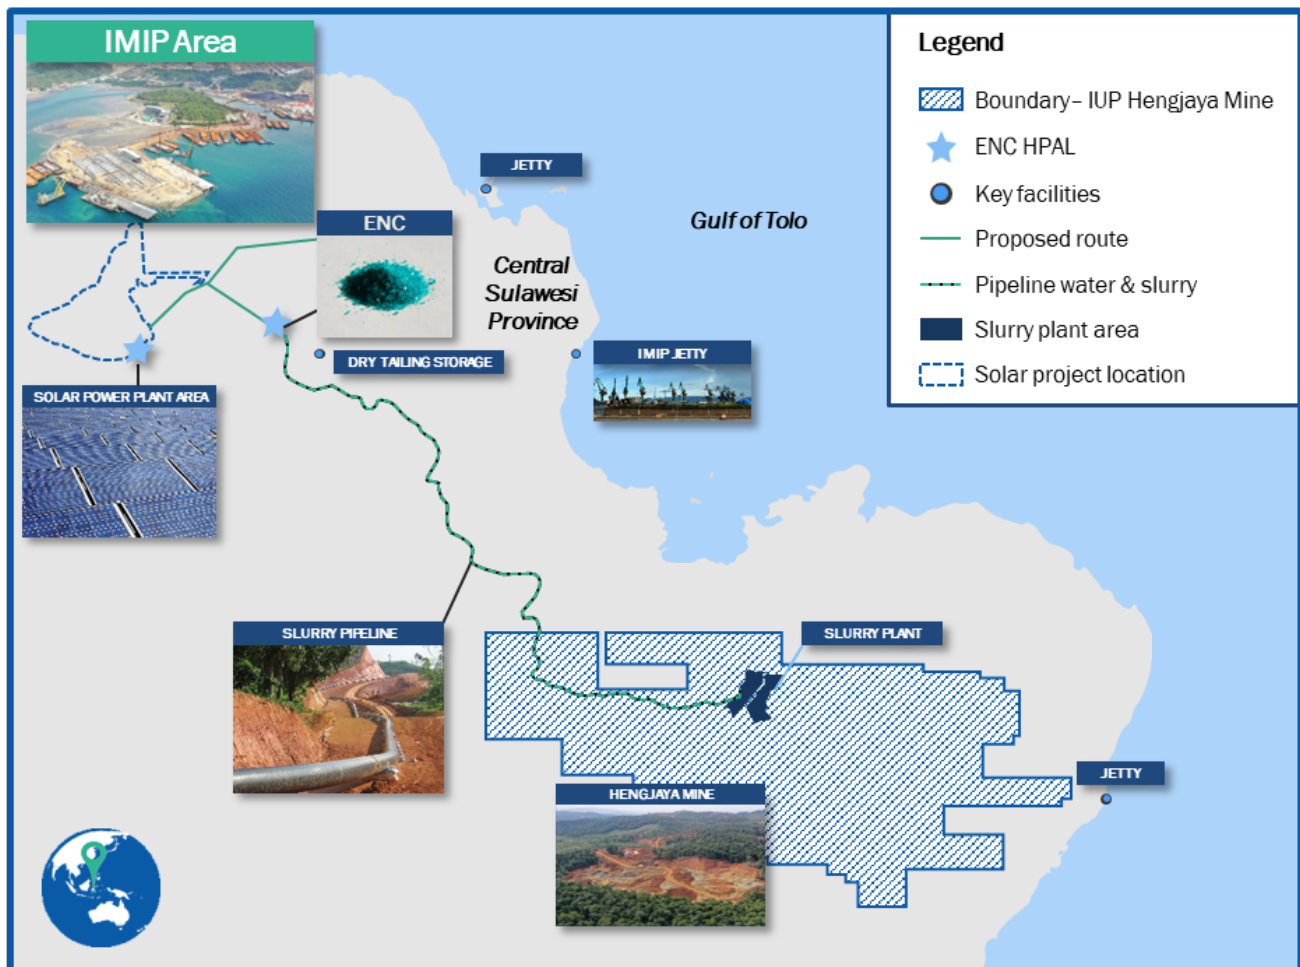 IMIP Area
Legend
Boundary– IUP Hengjaya Mine
ENC HPAL
Key facilities
Proposed route
Pipeline water & slurry
Slurry plant area
Solar project location
JETTY
Gulf of Tolo
ENC
Central
Sulawesi
Province
DRY TAILING STORAGE
IMIP JETTY
SOLAR POWER PLANT AREA
SLURRY PIPELINE
SLURRY PLANT
JETTY
HENGJAYA MINE